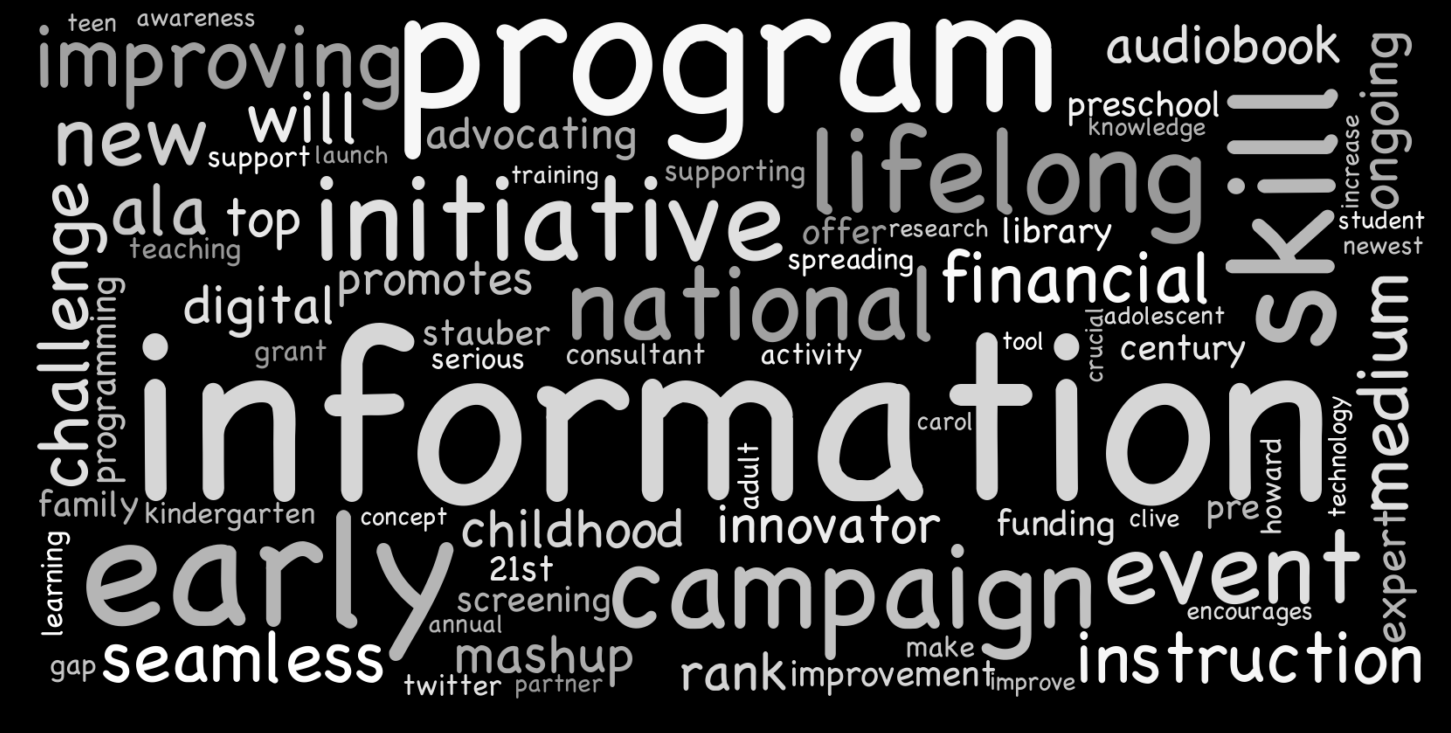 teen
awareness
improving
program
audiobook
ongoing
will
new
support
launch
advocating
preschool
knowledge
skill
increase
lifelong
training
supporting
challenge
ala
top
initiative
teaching
offer
research
library
student
newest
spreading
promotes
digital
national
financial
programming
stauber
grant
serious
consultant
activity
tool
crucial
adolescent
century
medium
information
carol
adult
howard
technology
family
kindergarten
concept
childhood
innovator
funding
clive
pre
learning
early
21st
screening
annual
campaign
event
encourages
expert
gap
seamless
mashup
twitter
partner
rank
improvement
make
improve
instruction